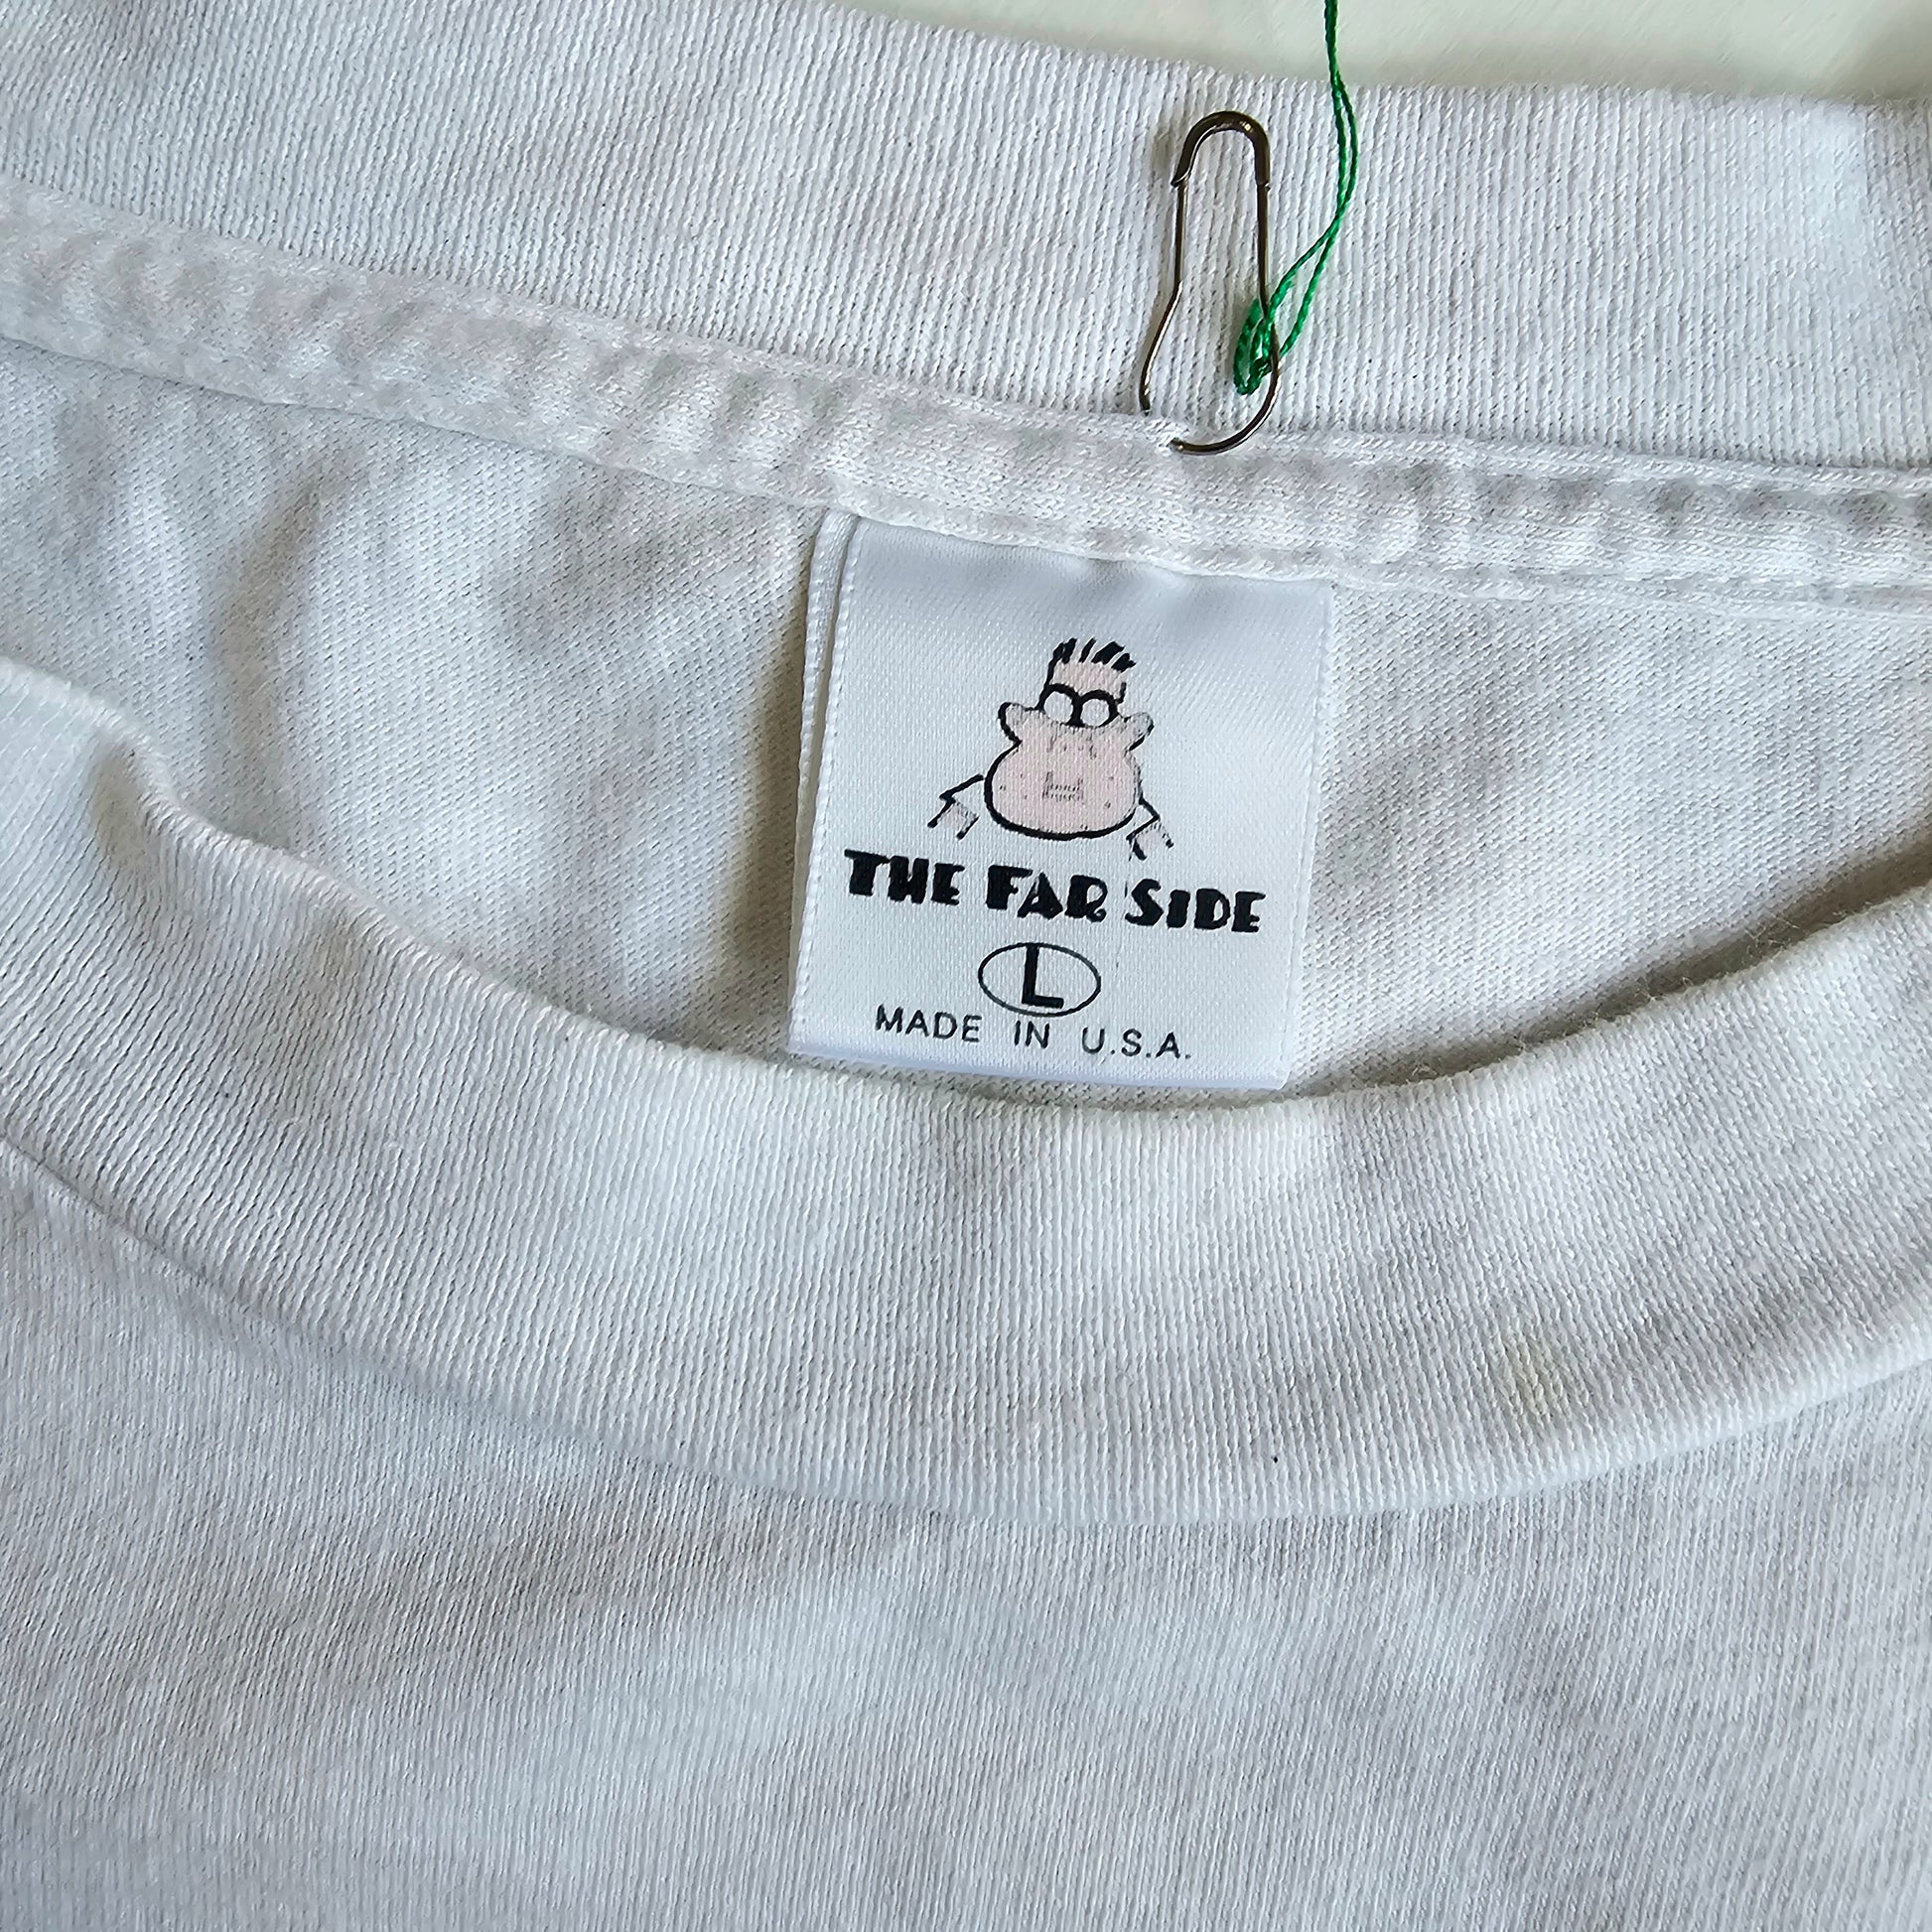 THE FAR SIDE
L
MADE IN U.S.A.